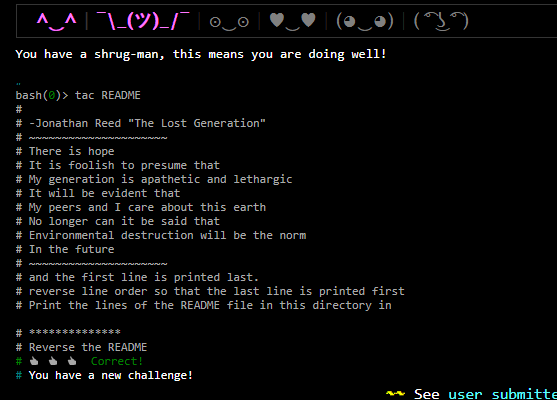 ^‿^ | ¯\_(ツ)_/¯ | ⊙‿⊙ | ♥‿♥ | (◕‿◕) | ( ͡° ͜ʖ ͡°)
You have a shrug-man, this means you are doing well!
..
bash(0)> tac README
#
# -Jonathan Reed "The Lost Generation"
# ~~~~~~~~~~~~~~~~~~~~~
# There is hope
# It is foolish to presume that
# My generation is apathetic and lethargic
# It will be evident that
# My peers and I care about this earth
# No longer can it be said that
# Environmental destruction will be the norm
# In the future
# ~~~~~~~~~~~~~~~~~~~~~
# and the first line is printed last.
# reverse line order so that the last line is printed first
# Print the lines of the README file in this directory in

# **************
# Reverse the README
# 👍 👍 👍 Correct!
# You have a new challenge!
~~ See user submitte